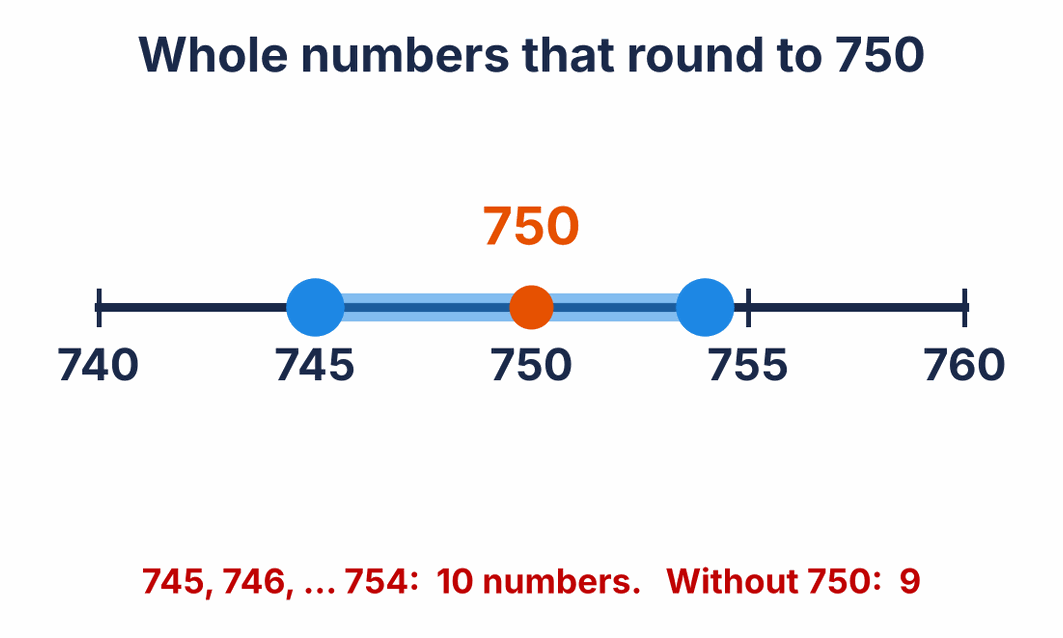 Whole numbers that round to 750
750
740 745 750 755 760
745, 746, ... 754: 10 numbers. Without 750: 9